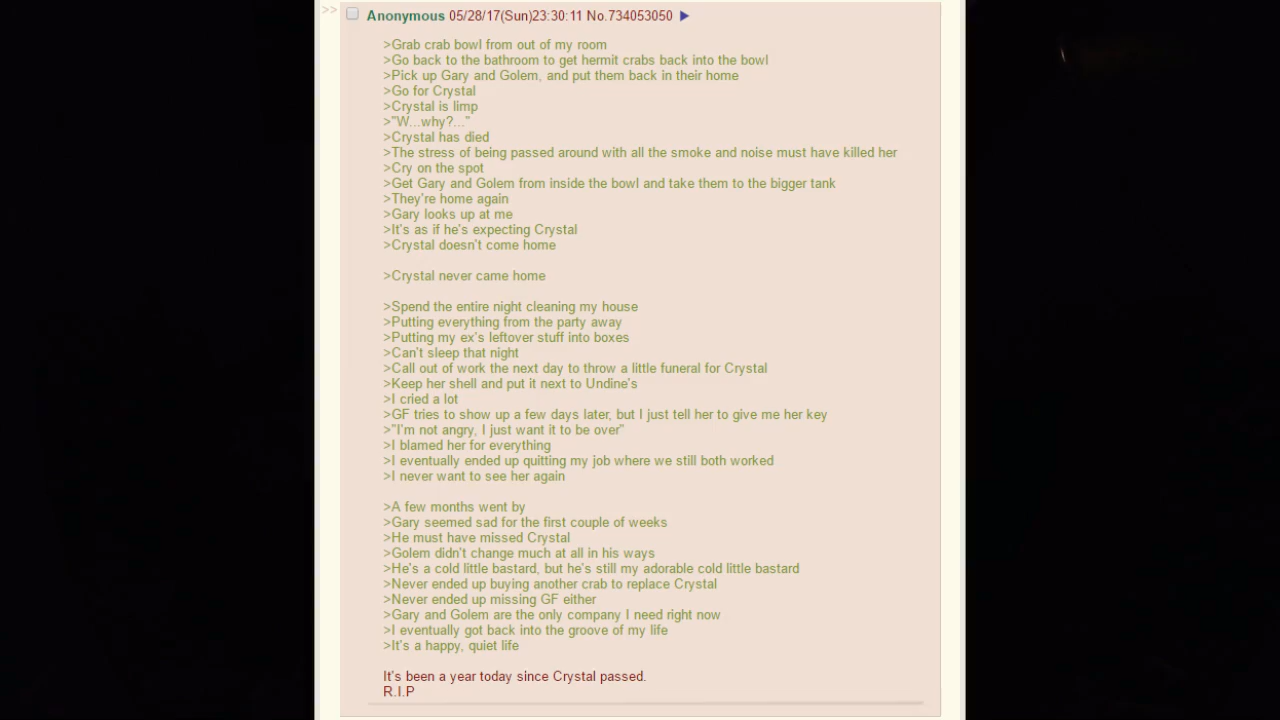 >> Anonymous 05/28/17(Sun)23:30:11 No.734053050 ▶
>Grab crab bowl from out of my room
>Go back to the bathroom to get hermit crabs back into the bowl
>Pick up Gary and Golem, and put them back in their home
>Go for Crystal
>Crystal is limp
>"W...why?..."
>Crystal has died
>The stress of being passed around with all the smoke and noise must have killed her
>Cry on the spot
>Get Gary and Golem from inside the bowl and take them to the bigger tank
>They're home again
>Gary looks up at me
>It's as if he's expecting Crystal
>Crystal doesn't come home
>Crystal never came home
>Spend the entire night cleaning my house
>Putting everything from the party away
>Putting my ex's leftover stuff into boxes
>Can't sleep that night
>Call out of work the next day to throw a little funeral for Crystal
>Keep her shell and put it next to Undine's
>I cried a lot
>GF tries to show up a few days later, but I just tell her to give me her key
>"I'm not angry, I just want it to be over"
>I blamed her for everything
>I eventually ended up quitting my job where we still both worked
>I never want to see her again
>A few months went by
>Gary seemed sad for the first couple of weeks
>He must have missed Crystal
>Golem didn't change much at all in his ways
>He's a cold little bastard, but he's still my adorable cold little bastard
>Never ended up buying another crab to replace Crystal
>Never ended up missing GF either
>Gary and Golem are the only company I need right now
>I eventually got back into the groove of my life
>It's a happy, quiet life
It's been a year today since Crystal passed.
R.I.P